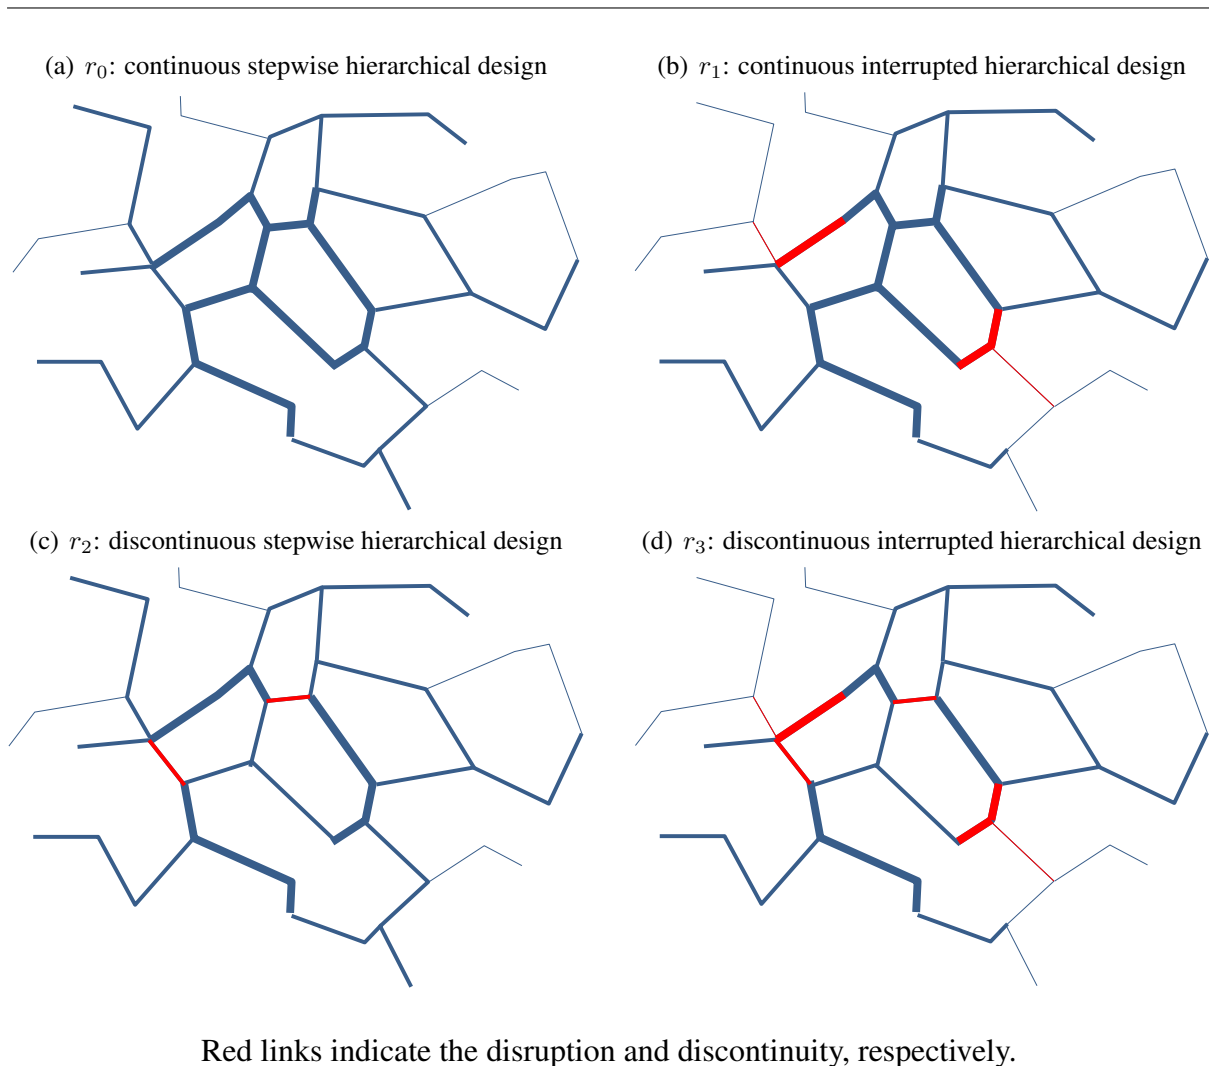 (a) r₀: continuous stepwise hierarchical design
(b) r₁: continuous interrupted hierarchical design
(c) r₂: discontinuous stepwise hierarchical design
(d) r₃: discontinuous interrupted hierarchical design
Red links indicate the disruption and discontinuity, respectively.